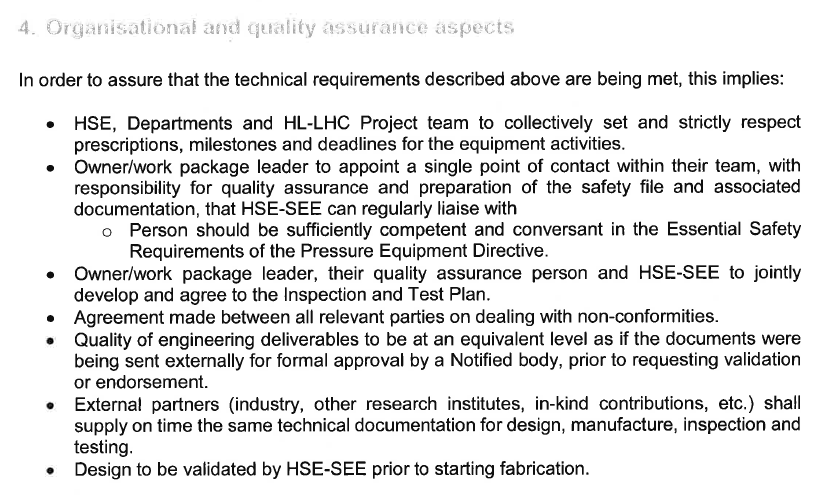 4. Organisational and quality assurance aspects
In order to assure that the technical requirements described above are being met, this implies:
• HSE, Departments and HL-LHC Project team to collectively set and strictly respect
prescriptions, milestones and deadlines for the equipment activities.
• Owner/work package leader to appoint a single point of contact within their team, with
responsibility for quality assurance and preparation of the safety file and associated
documentation, that HSE-SEE can regularly liaise with
o Person should be sufficiently competent and conversant in the Essential Safety
Requirements of the Pressure Equipment Directive.
• Owner/work package leader, their quality assurance person and HSE-SEE to jointly
develop and agree to the Inspection and Test Plan.
• Agreement made between all relevant parties on dealing with non-conformities.
• Quality of engineering deliverables to be at an equivalent level as if the documents were
being sent externally for formal approval by a Notified body, prior to requesting validation
or endorsement.
• External partners (industry, other research institutes, in-kind contributions, etc.) shall
supply on time the same technical documentation for design, manufacture, inspection and
testing.
• Design to be validated by HSE-SEE prior to starting fabrication.